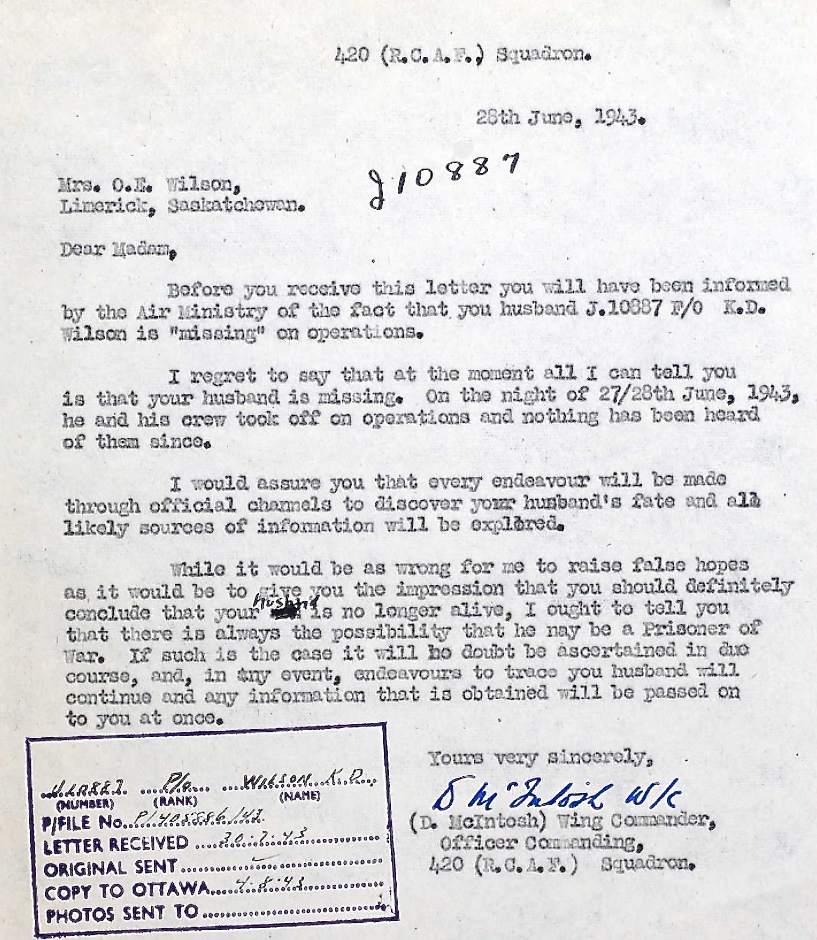 420 (R.C.A.F.) Squadron.
28th June, 1943.
J10887
Mrs. O.E. Wilson,
Limerick, Saskatchewan.
Dear Madam,
Before you receive this letter you will have been informed
by the Air Ministry of the fact that you husband J.10887 F/O K.D.
Wilson is "missing" on operations.
I regret to say that at the moment all I can tell you
is that your husband is missing. On the night of 27/28th June, 1943,
he and his crew took off on operations and nothing has been heard
of them since.
I would assure you that every endeavour will be made
through official channels to discover your husband's fate and all
likely sources of information will be explored.
While it would be as wrong for me to raise false hopes
as it would be to give you the impression that you should definitely
conclude that your Husband is no longer alive, I ought to tell you
that there is always the possibility that he may be a Prisoner of
War. If such is the case it will no doubt be ascertained in due
course, and, in any event, endeavours to trace you husband will
continue and any information that is obtained will be passed on
to you at once.
Yours very sincerely,
D McIntosh W/C
(D. McIntosh) Wing Commander,
Officer Commanding,
420 (R.C.A.F.) Squadron.
J10887 F/O WILSON K.D.
(NUMBER) (RANK) (NAME)
P/FILE No. P/405886/43
LETTER RECEIVED 30.7.43
ORIGINAL SENT
COPY TO OTTAWA 4.8.43
PHOTOS SENT TO